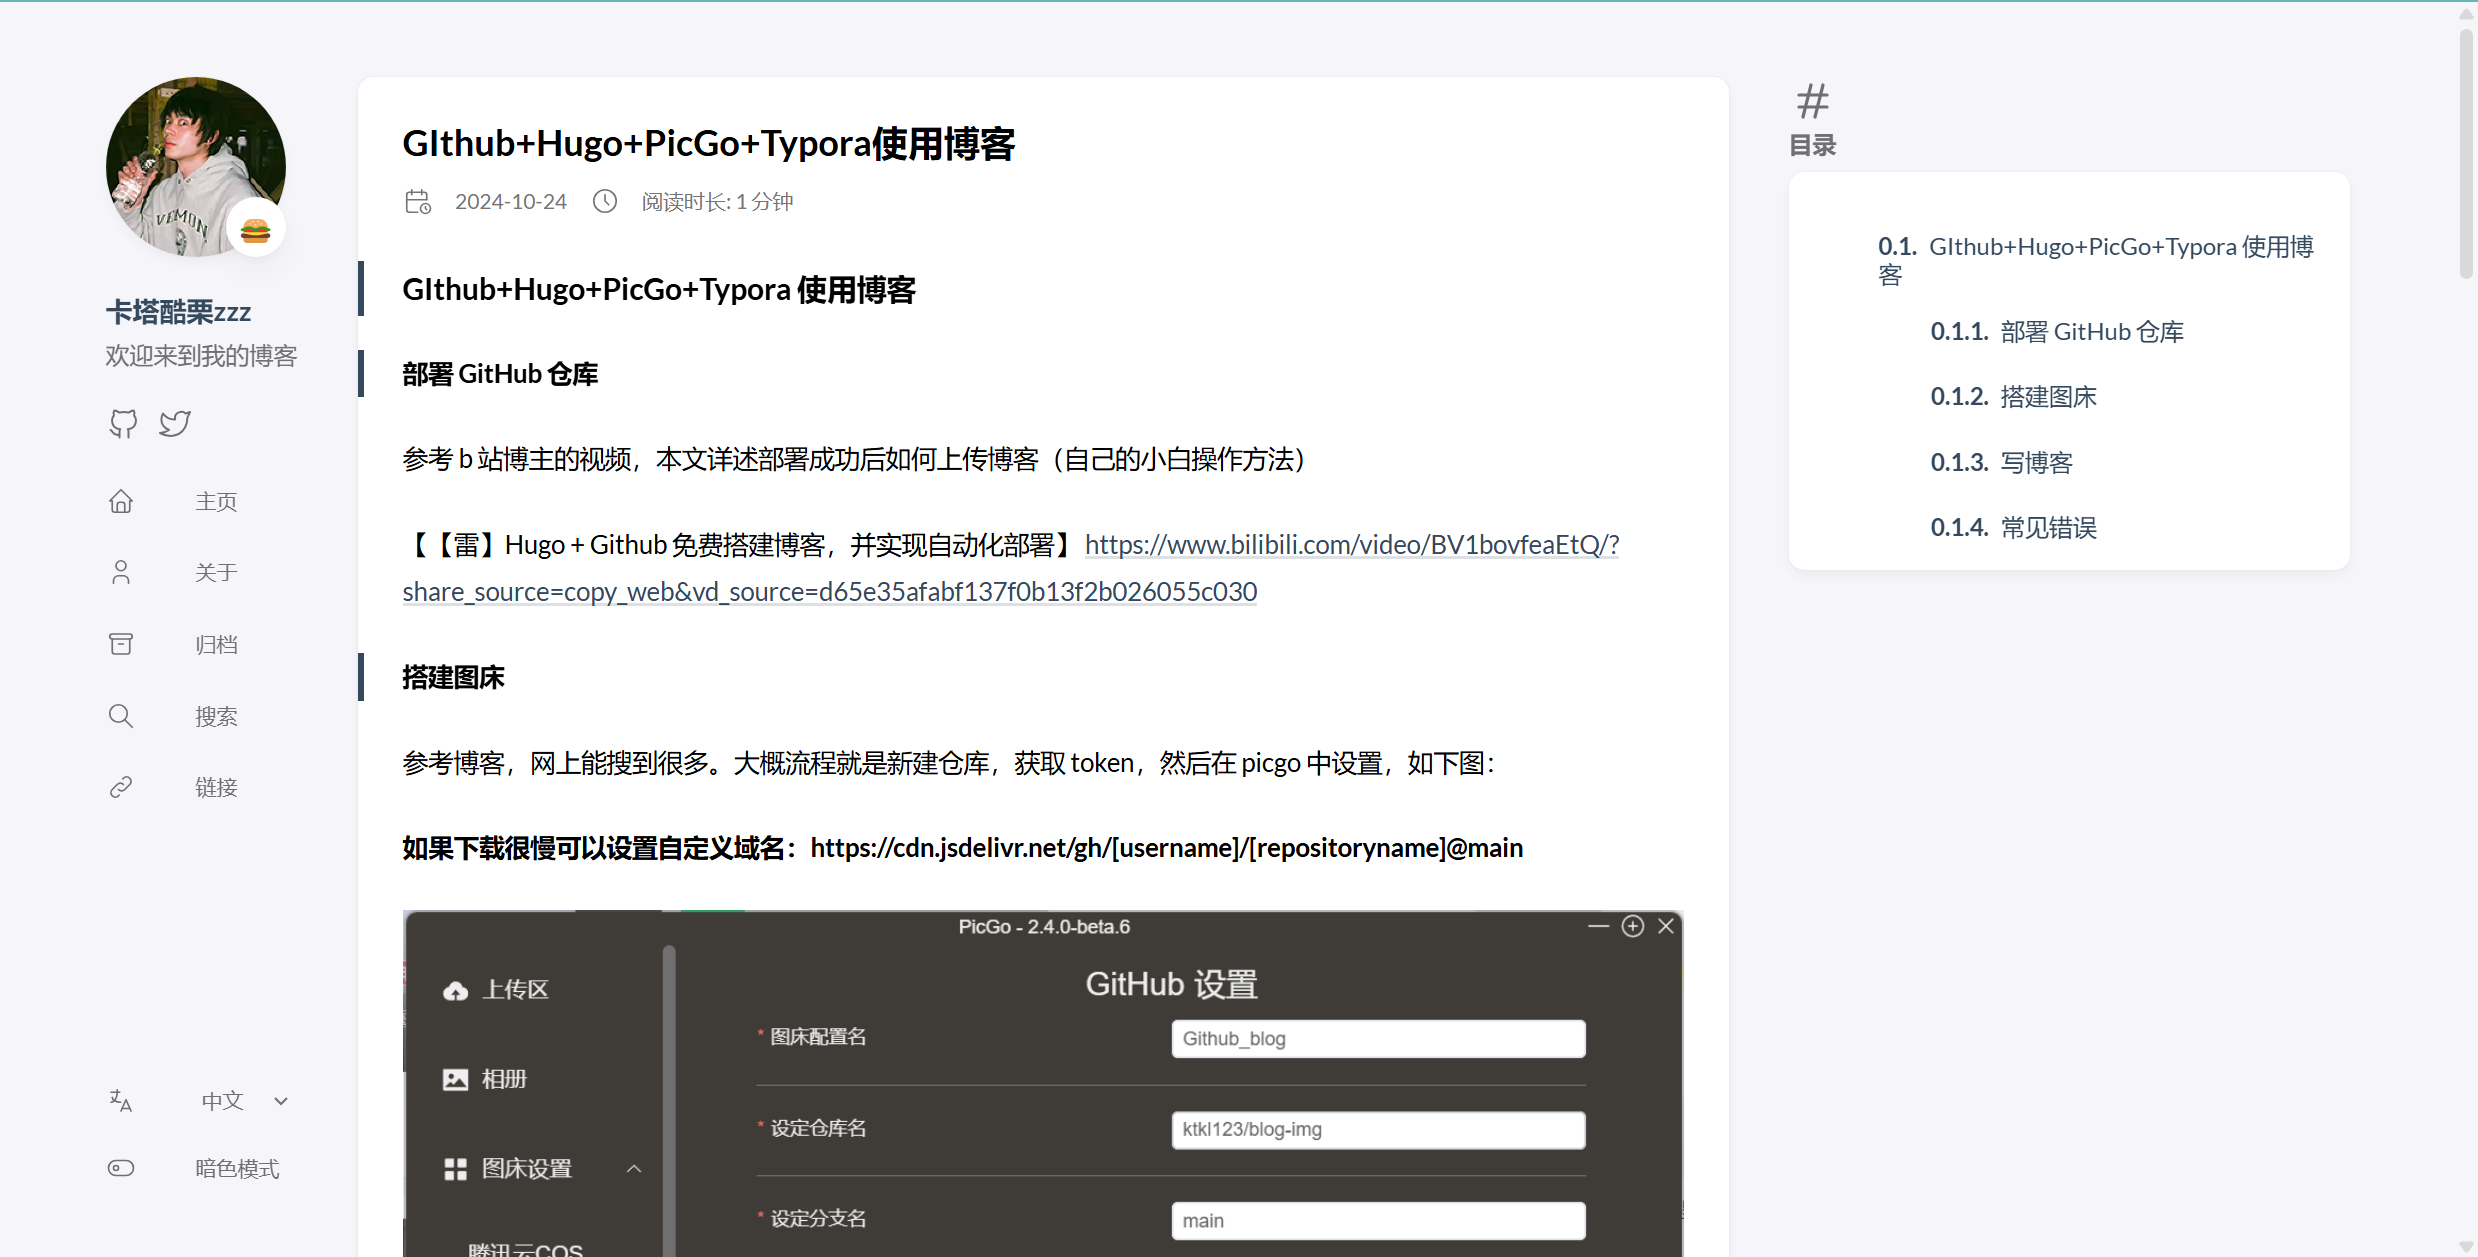 卡塔酷栗zzz
欢迎来到我的博客
主页
关于
归档
搜索
链接
中文
暗色模式
GIthub+Hugo+PicGo+Typora使用博客
2024-10-24 阅读时长: 1 分钟
GIthub+Hugo+PicGo+Typora 使用博客
部署 GitHub 仓库
参考 b 站博主的视频，本文详述部署成功后如何上传博客（自己的小白操作方法）
【【雷】Hugo + Github 免费搭建博客，并实现自动化部署】 https://www.bilibili.com/video/BV1bovfeaEtQ/?
share_source=copy_web&vd_source=d65e35afabf137f0b13f2b026055c030
搭建图床
参考博客，网上能搜到很多。大概流程就是新建仓库，获取 token，然后在 picgo 中设置，如下图：
如果下载很慢可以设置自定义域名：https://cdn.jsdelivr.net/gh/[username]/[repositoryname]@main
PicGo - 2.4.0-beta.6
上传区
相册
图床设置
腾讯云COS
GitHub 设置
* 图床配置名 Github_blog
* 设定仓库名 ktkl123/blog-img
* 设定分支名 main
#
目录
0.1. GIthub+Hugo+PicGo+Typora 使用博
客
0.1.1. 部署 GitHub 仓库
0.1.2. 搭建图床
0.1.3. 写博客
0.1.4. 常见错误